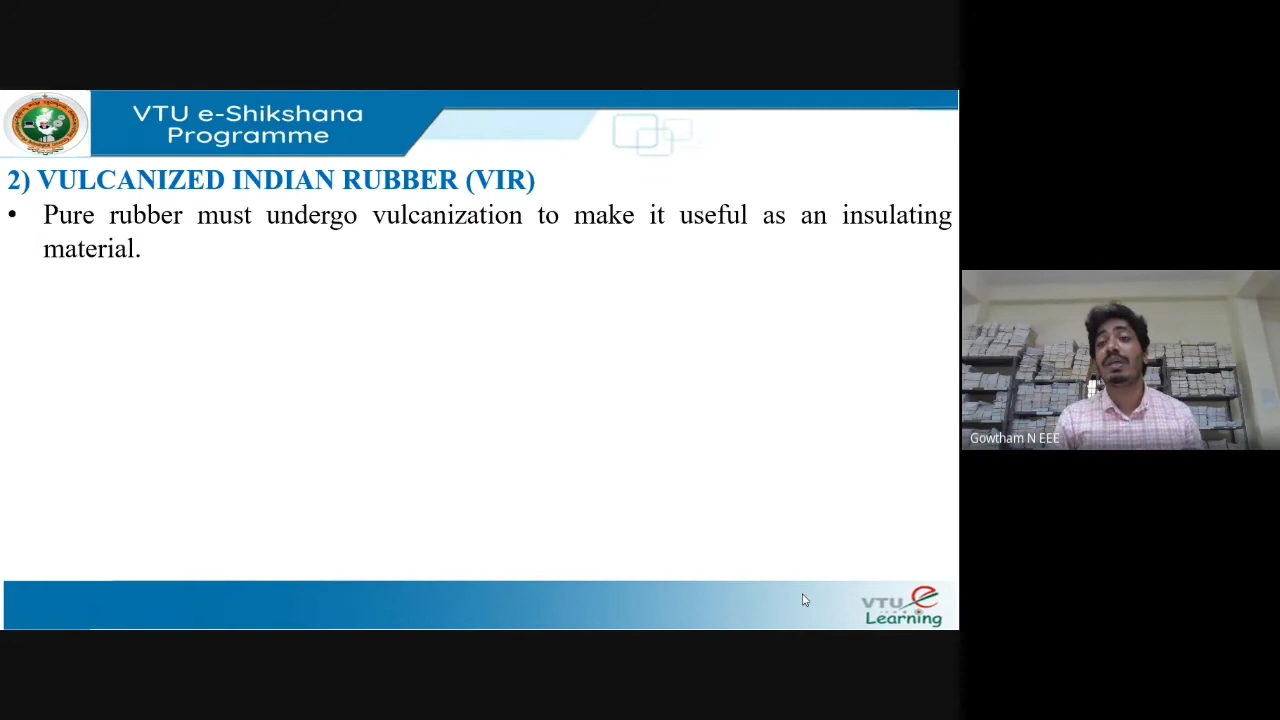 VTU e-Shikshana
Programme
2) VULCANIZED INDIAN RUBBER (VIR)
• Pure rubber must undergo vulcanization to make it useful as an insulating
material.
Gowtham N EEE
VTU e
Learning